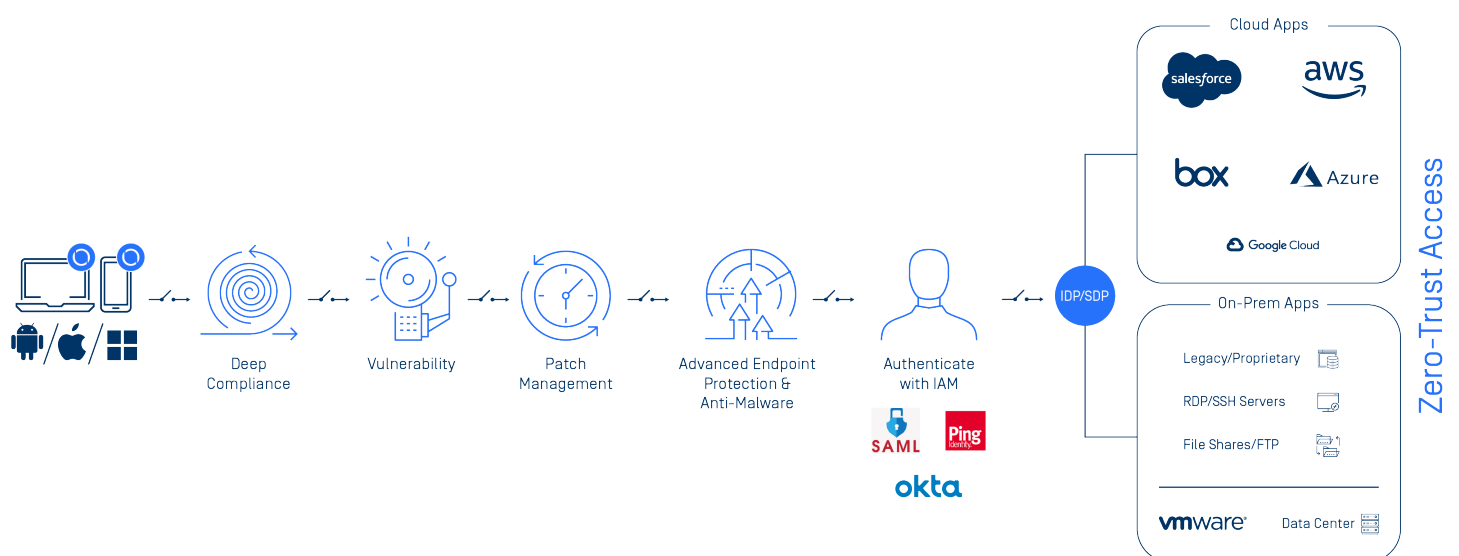 Cloud Apps
salesforce
aws
box
Azure
Google Cloud
Deep
Compliance
Vulnerability
Patch
Management
Advanced Endpoint
Protection &
Anti-Malware
Authenticate
with IAM
SAML
Ping
Identity
okta
IDP/SDP
On-Prem Apps
Legacy/Proprietary
RDP/SSH Servers
File Shares/FTP
vmware®
Data Center
Zero-Trust Access